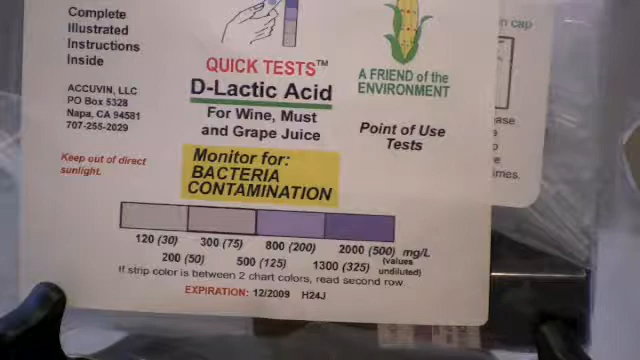 Complete
Illustrated
Instructions
Inside
ACCUVIN, LLC
PO Box 5328
Napa, CA 94581
707-255-2029
Keep out of direct
sunlight.
QUICK TESTS™
D-Lactic Acid
For Wine, Must
and Grape Juice
Monitor for:
BACTERIA
CONTAMINATION
A FRIEND of the
ENVIRONMENT
Point of Use
Tests
120 (30) 300 (75) 800 (200) 2000 (500) mg/L
200 (50) 500 (125) 1300 (325) (values
undiluted)
If strip color is between 2 chart colors, read second row
EXPIRATION: 12/2009 H24J
cap